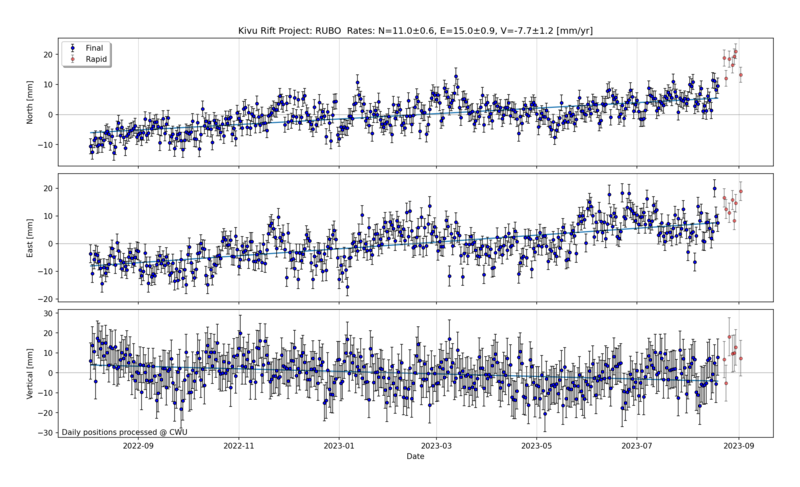 Kivu Rift Project: RUBO Rates: N=11.0±0.6, E=15.0±0.9, V=-7.7±1.2 [mm/yr]
Final
Rapid
North [mm]
20
10
0
−10
East [mm]
20
10
0
−10
−20
Vertical [mm]
30
20
10
0
−10
−20
−30
Daily positions processed @ CWU
2022-09 2022-11 2023-01 2023-03 2023-05 2023-07 2023-09
Date